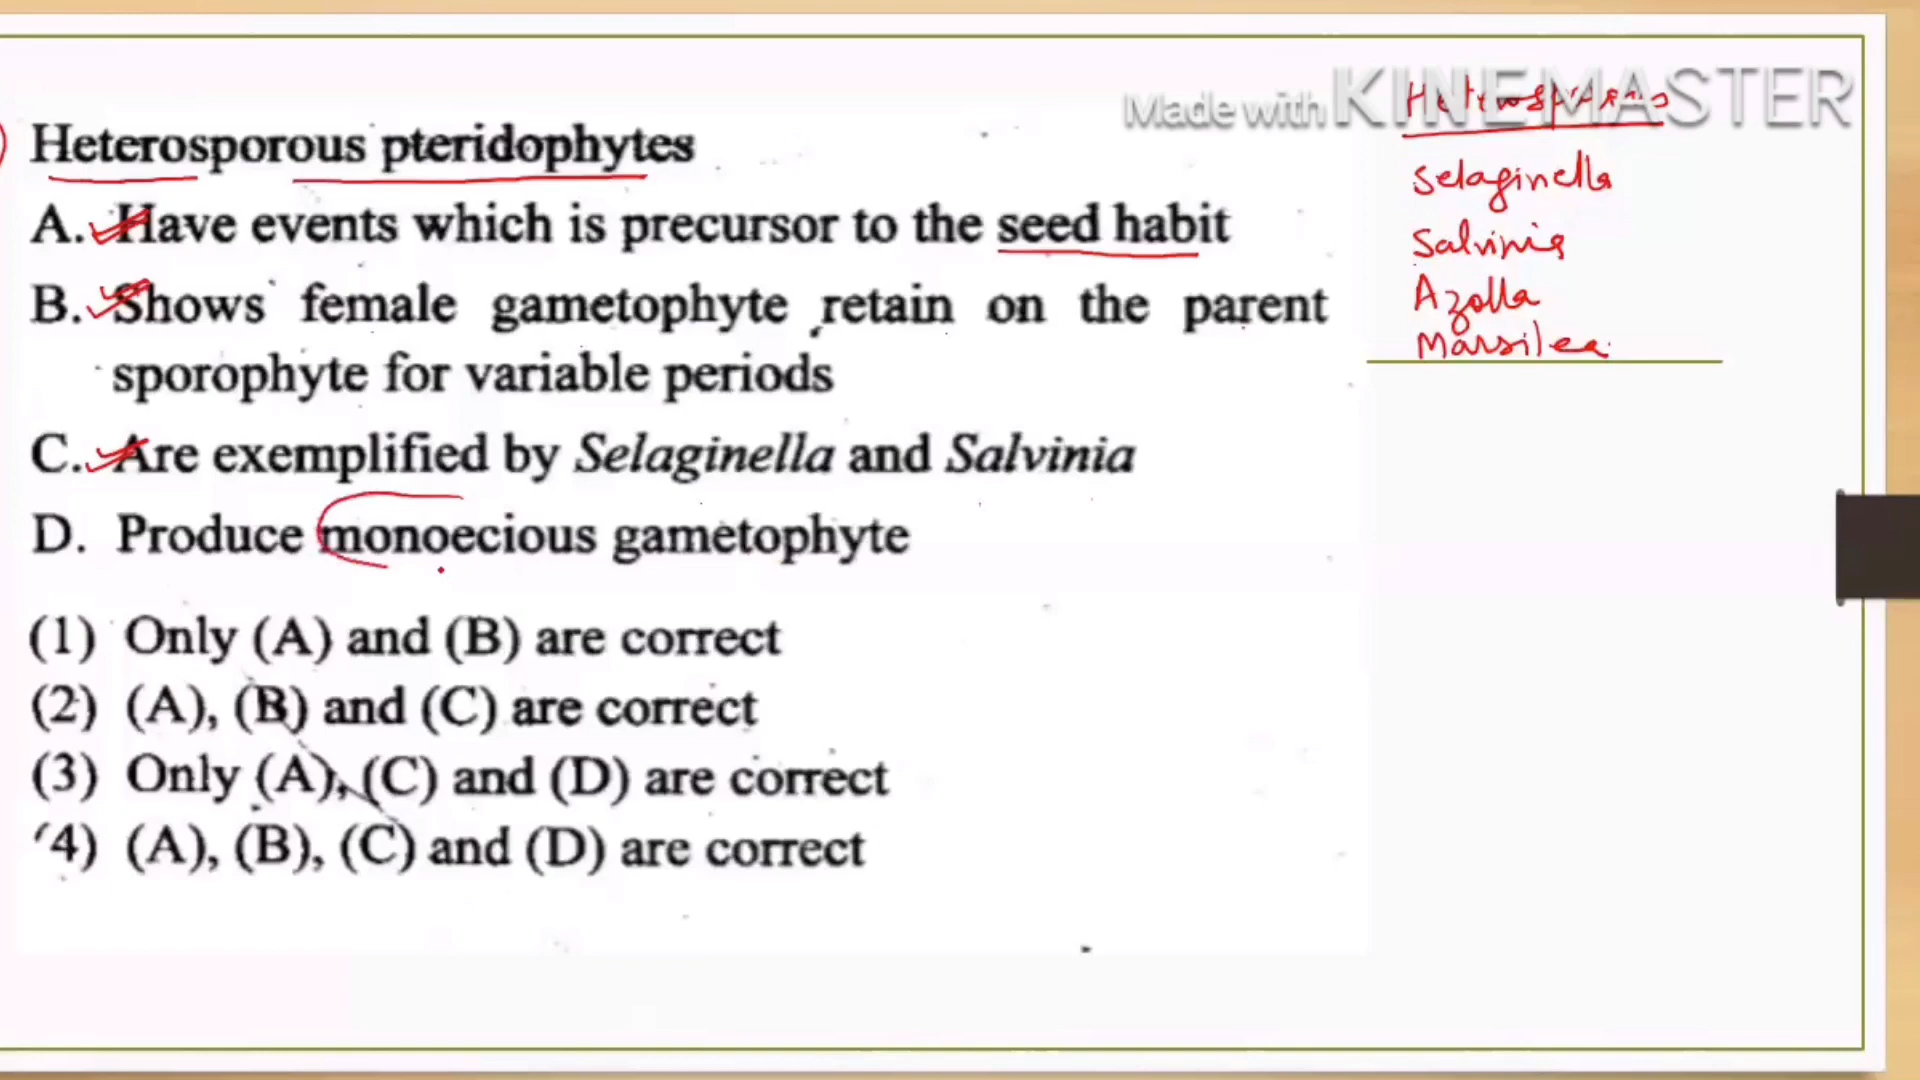 Made with KINEMASTER
Heterosporous
Heterosporous pteridophytes
Selaginella
A. Have events which is precursor to the seed habit
Salvinia
B. Shows female gametophyte retain on the parent
Azolla
Marsilea
sporophyte for variable periods
C. Are exemplified by Selaginella and Salvinia
D. Produce monoecious gametophyte
(1) Only (A) and (B) are correct
(2) (A), (B) and (C) are correct
(3) Only (A), (C) and (D) are correct
(4) (A), (B), (C) and (D) are correct